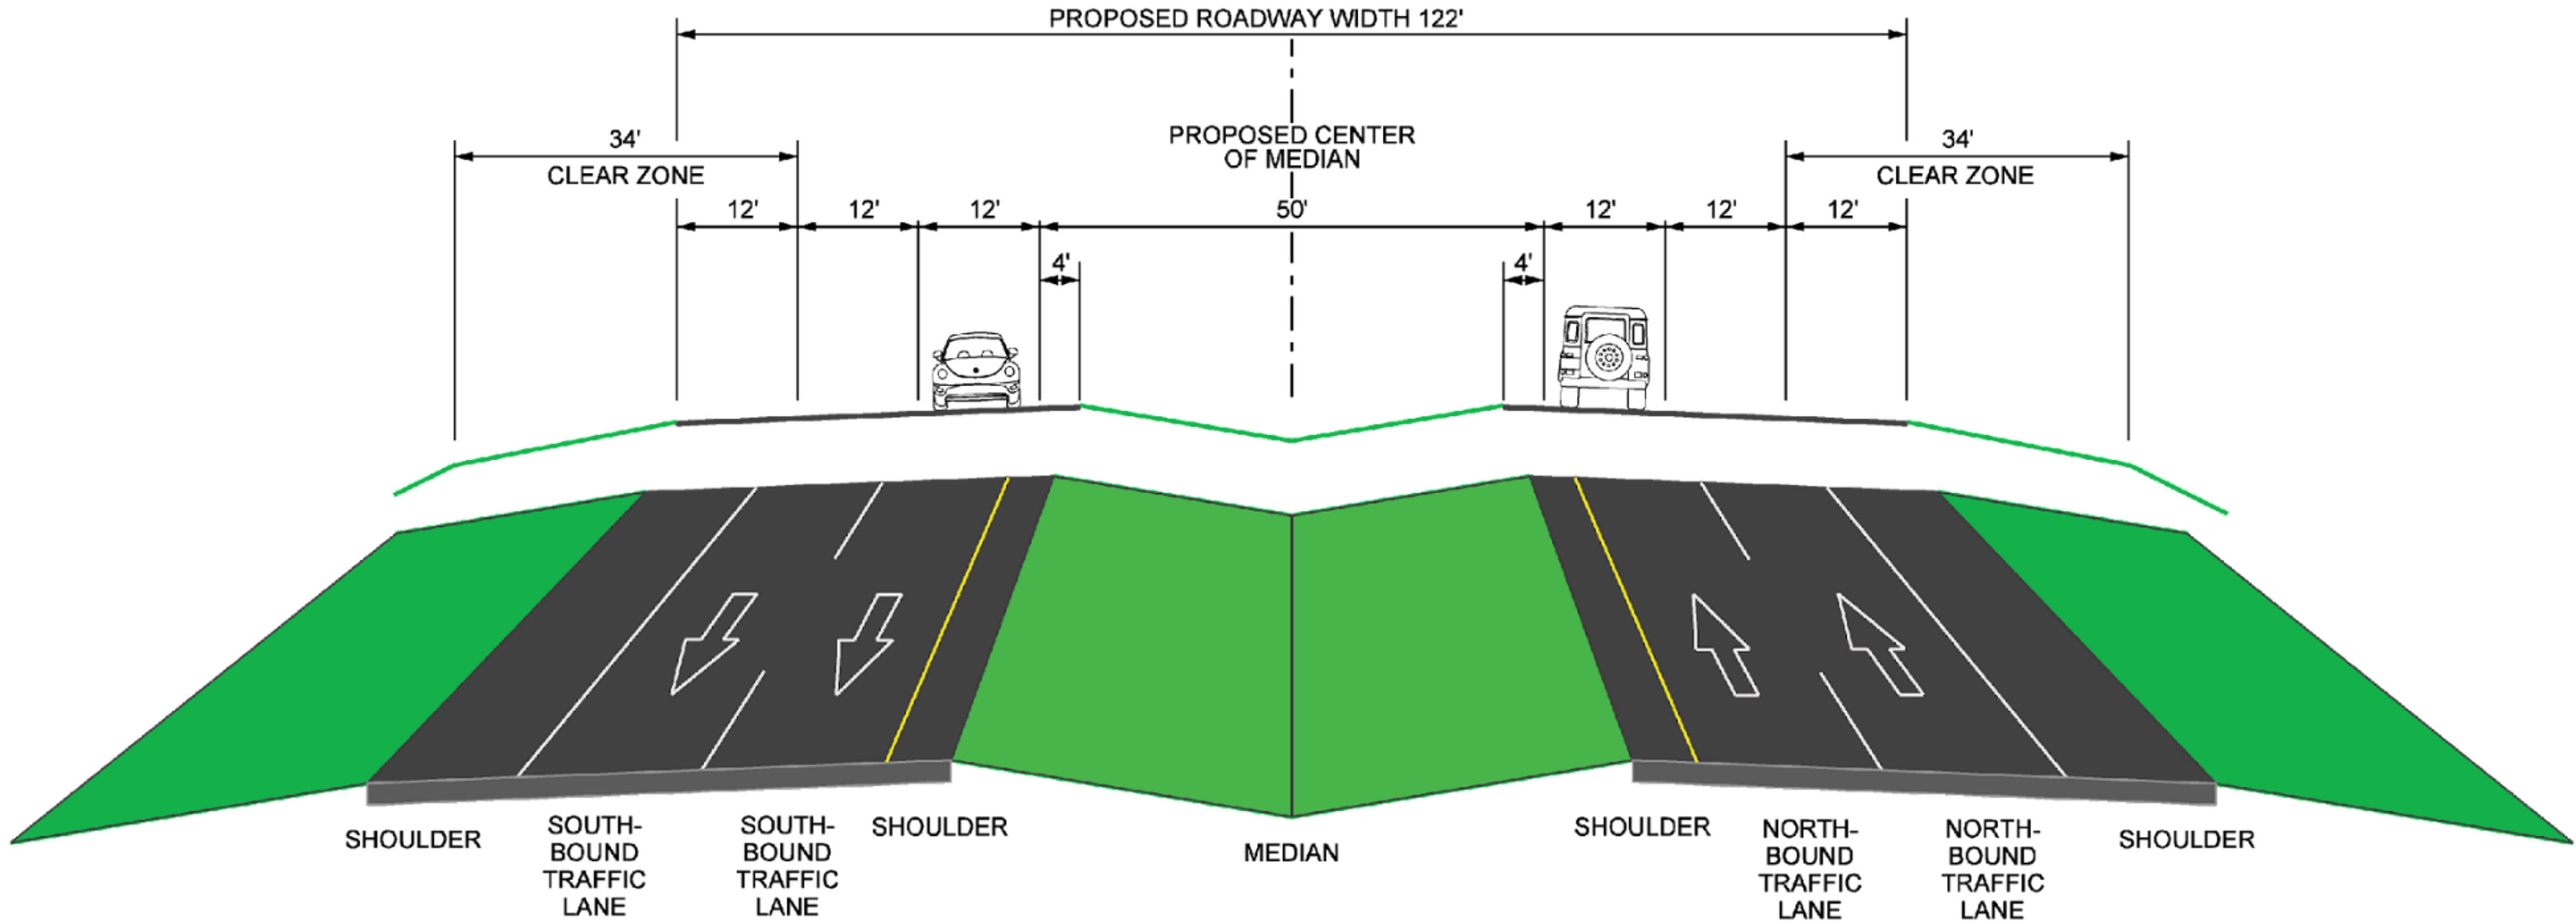 PROPOSED ROADWAY WIDTH 122'
34'
CLEAR ZONE
PROPOSED CENTER
OF MEDIAN
34'
CLEAR ZONE
12' 12' 12' 50' 12' 12' 12'
4' 4'
SHOULDER
SOUTH-
BOUND
TRAFFIC
LANE
SOUTH-
BOUND
TRAFFIC
LANE
SHOULDER
MEDIAN
SHOULDER
NORTH-
BOUND
TRAFFIC
LANE
NORTH-
BOUND
TRAFFIC
LANE
SHOULDER